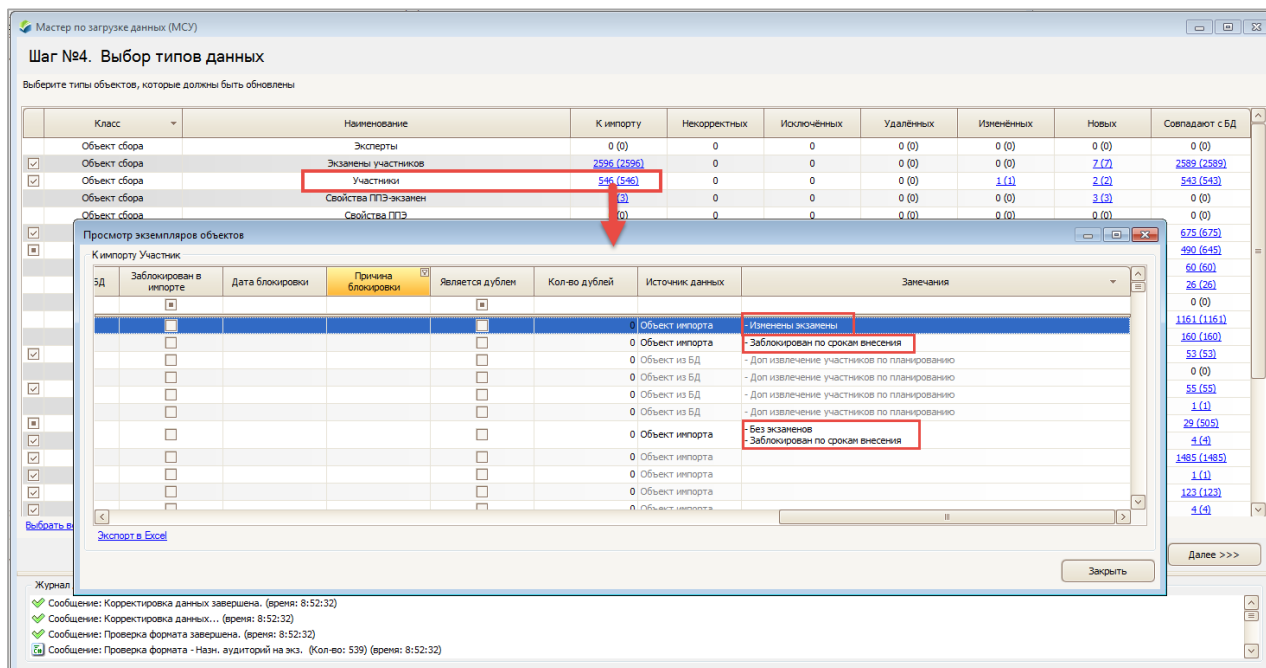 Мастер по загрузке данных (МСУ)
Шаг №4. Выбор типов данных
Выберите типы объектов, которые должны быть обновлены
Класс Наименование К импорту Некорректных Исключённых Удалённых Изменённых Новых Совпадают с БД
Объект сбора Эксперты 0 (0) 0 0 0 (0) 0 (0) 0 (0) 0 (0)
Объект сбора Экзамены участников 2596 (2596) 0 0 0 (0) 0 (0) 7 (7) 2589 (2589)
Объект сбора Участники 546 (546) 0 0 0 (0) 1 (1) 2 (2) 543 (543)
Объект сбора Свойства ППЭ-экзамен (3) 0 0 0 (0) 0 (0) 3 (3) 0 (0)
Объект сбора Свойства ППЭ (0) 0 0 0 (0) 0 (0) 0 (0) 0 (0)
675 (675)
Просмотр экземпляров объектов
490 (645)
К импорту Участник
60 (60)
БД Заблокирован в импорте Дата блокировки Причина блокировки Является дублем Кол-во дублей Источник данных Замечания
26 (26)
0 (0)
1161 (1161)
0 Объект импорта - Изменены экзамены
160 (160)
0 Объект импорта - Заблокирован по срокам внесения
53 (53)
0 Объект из БД - Доп извлечение участников по планированию
0 (0)
0 Объект из БД - Доп извлечение участников по планированию
55 (55)
0 Объект из БД - Доп извлечение участников по планированию
1 (1)
0 Объект из БД - Доп извлечение участников по планированию
29 (505)
- Без экзаменов
0 Объект импорта
- Заблокирован по срокам внесения
4 (4)
0 Объект импорта
1485 (1485)
0 Объект импорта
1 (1)
0 Объект импорта
123 (123)
0 Объект импорта
4 (4)
Выбрать в
Экспорт в Excel
Далее >>>
Закрыть
Журнал
Сообщение: Корректировка данных завершена. (время: 8:52:32)
Сообщение: Корректировка данных... (время: 8:52:32)
Сообщение: Проверка формата завершена. (время: 8:52:32)
Сообщение: Проверка формата - Назн. аудиторий на экз. (Кол-во: 539) (время: 8:52:32)